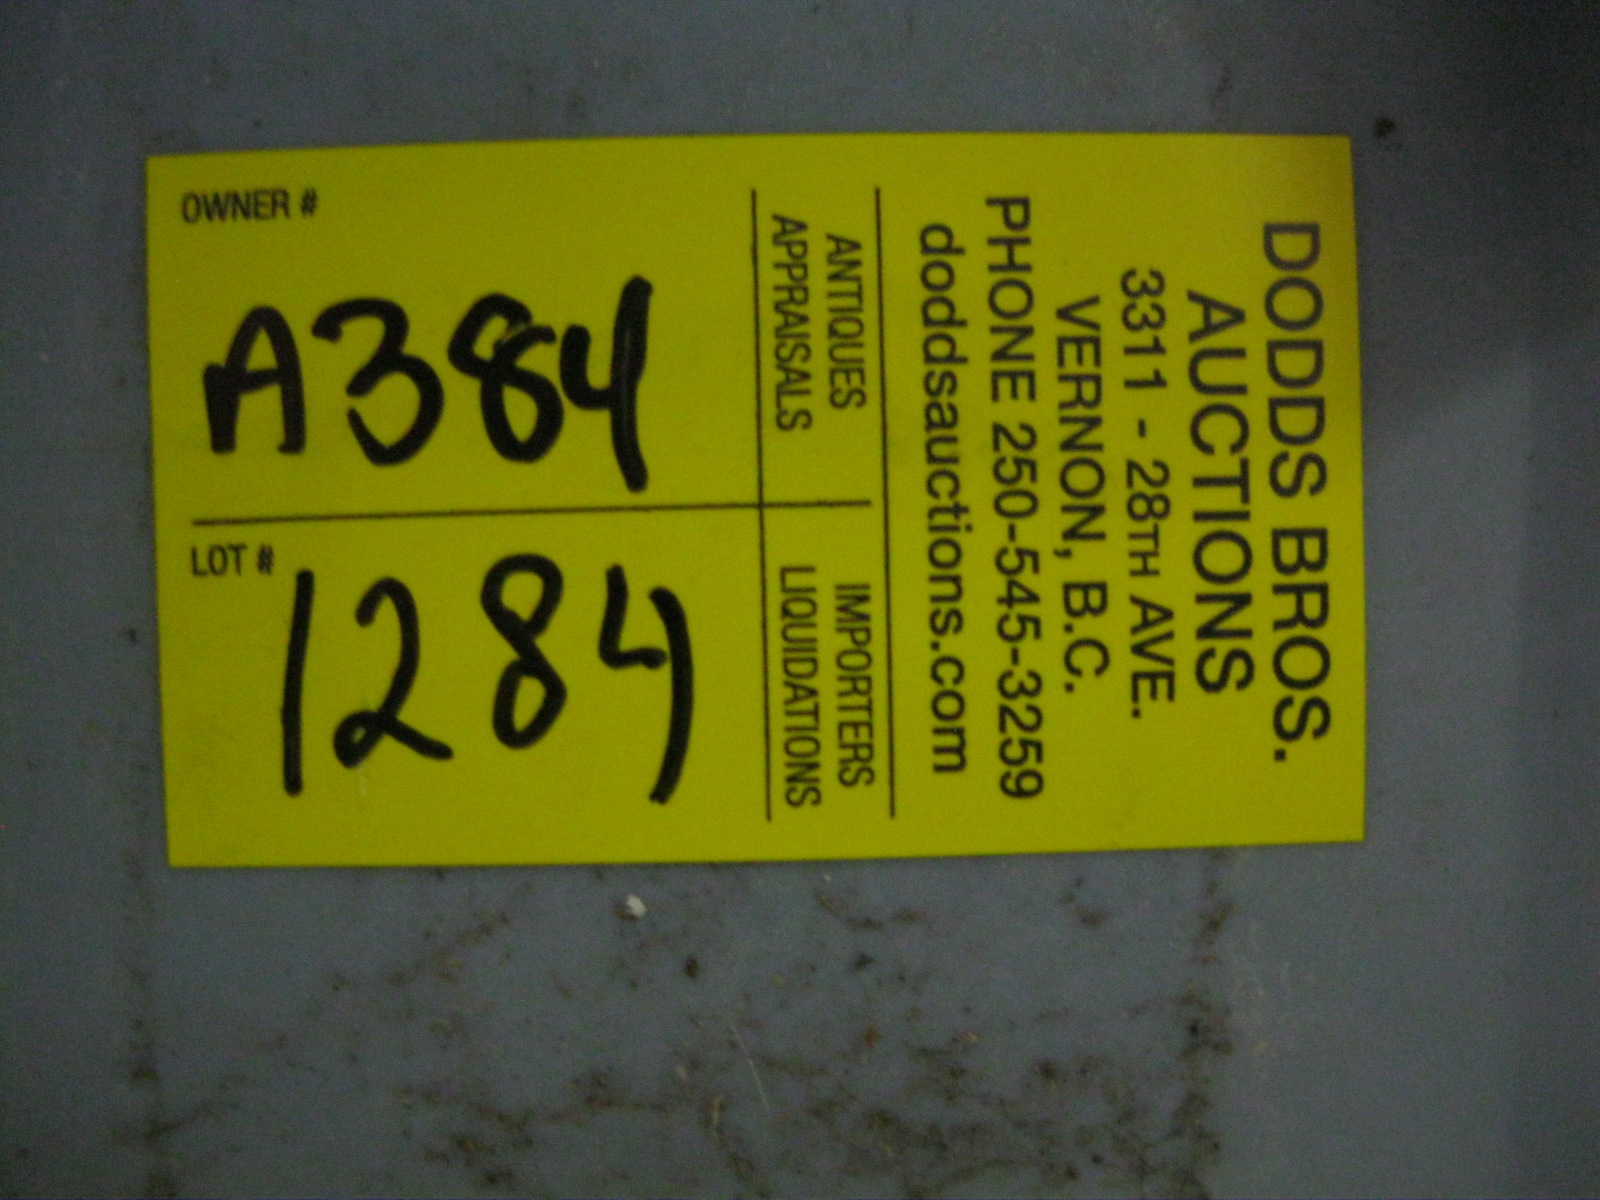 DODDS BROS.
AUCTIONS
3311 - 28TH AVE.
VERNON, B.C.
PHONE 250-545-3259
doddsauctions.com
ANTIQUES IMPORTERS
APPRAISALS LIQUIDATIONS
OWNER #
A384
LOT #
1284